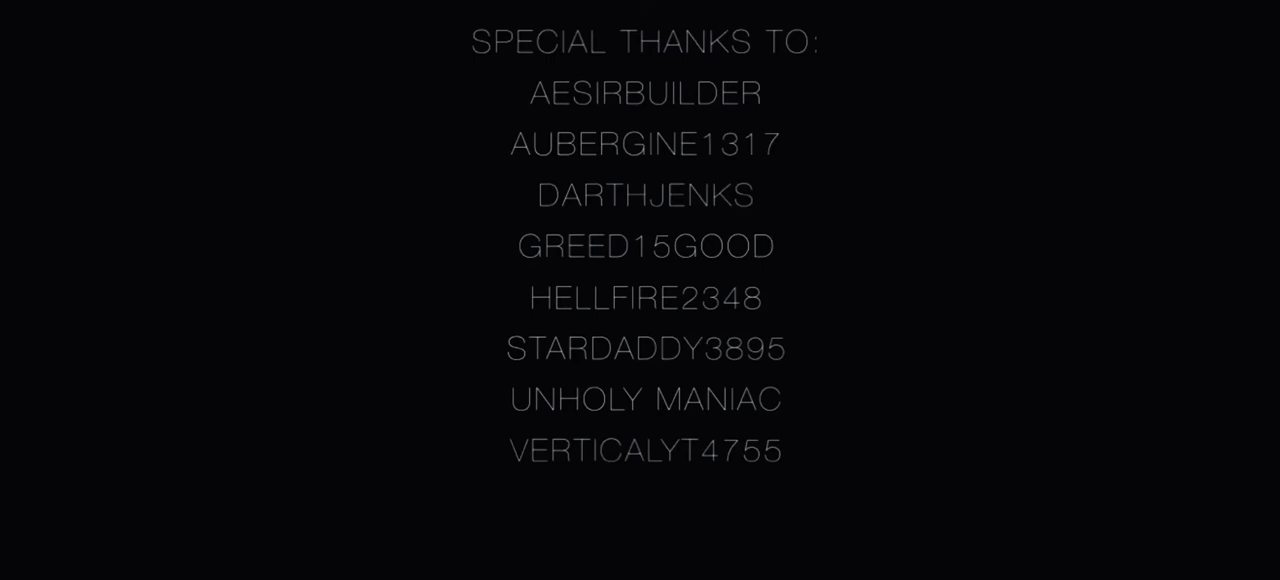 SPECIAL THANKS TO:
AESIRBUILDER
AUBERGINE1317
DARTHJENKS
GREED15GOOD
HELLFIRE2348
STARDADDY3895
UNHOLY MANIAC
VERTICALYT4755